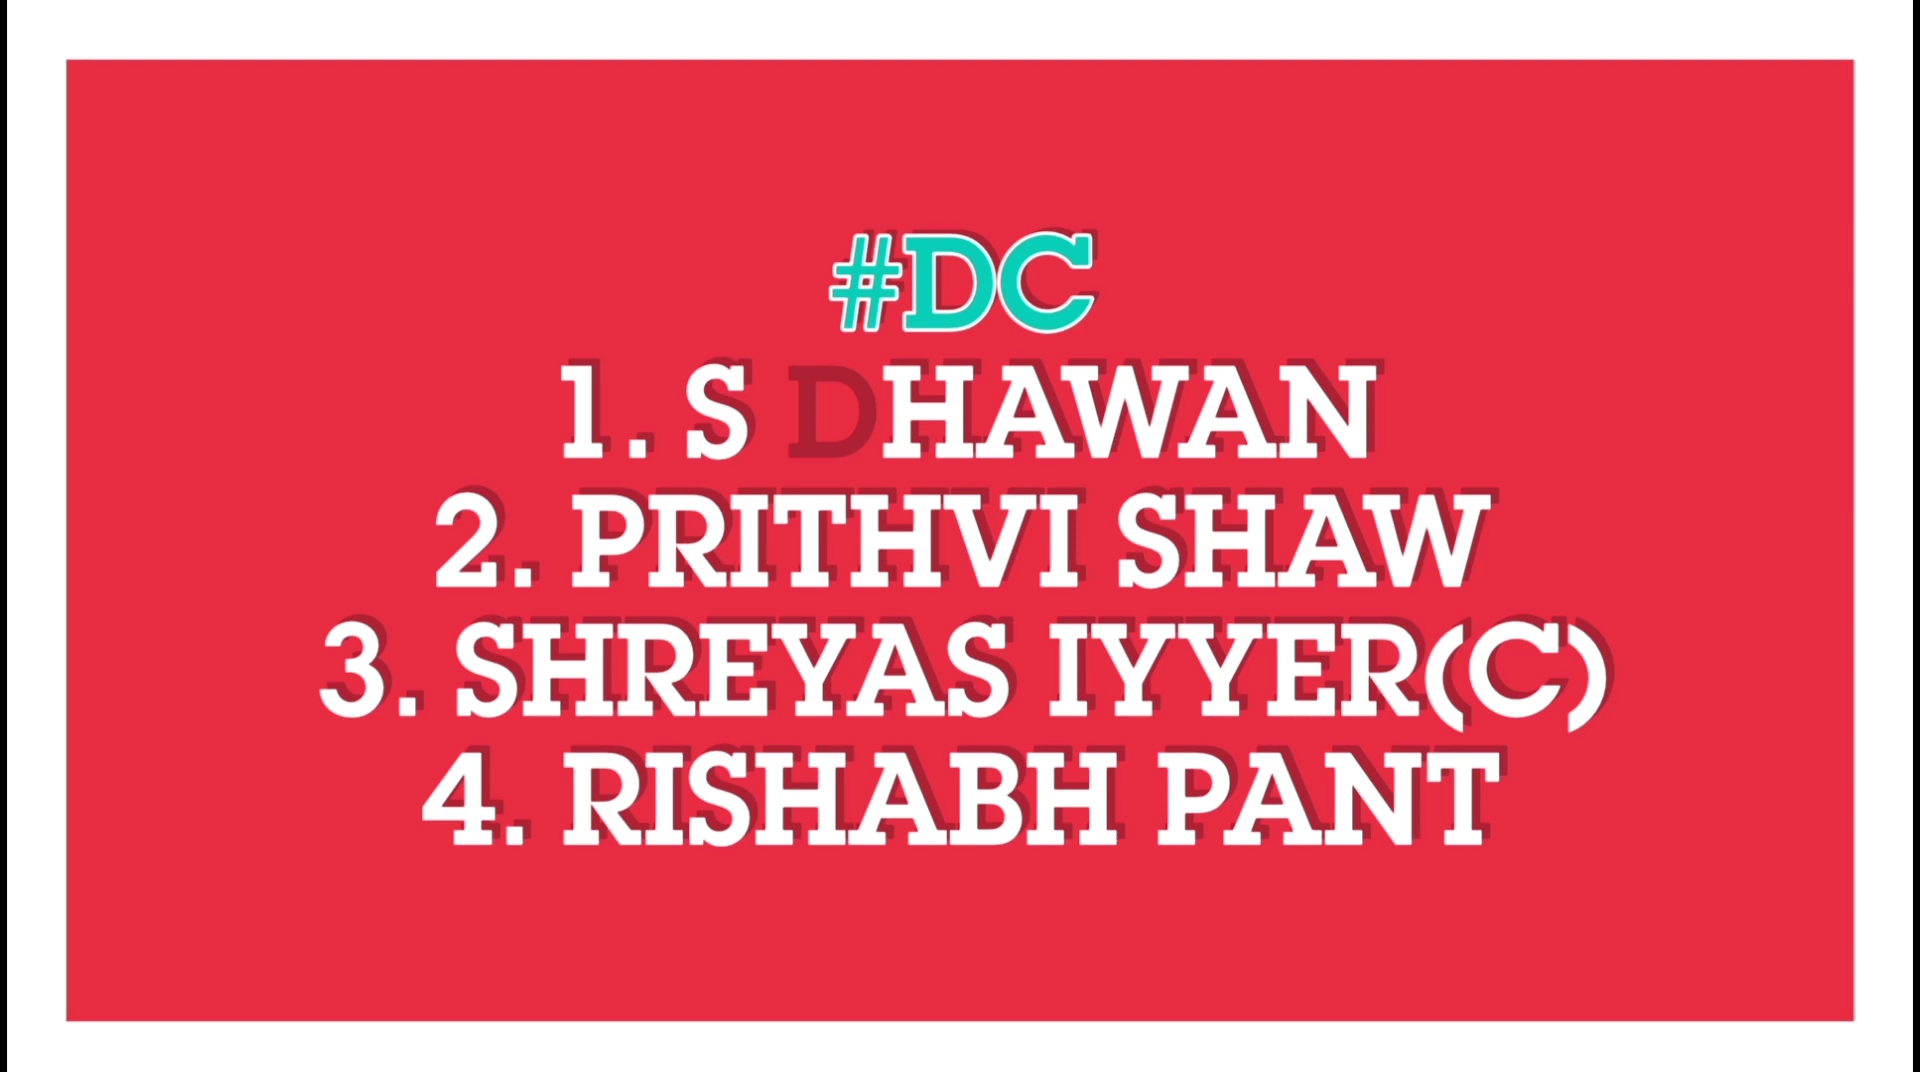 #DC
1. S DHAWAN
2. PRITHVI SHAW
3. SHREYAS IYYER(C)
4. RISHABH PANT